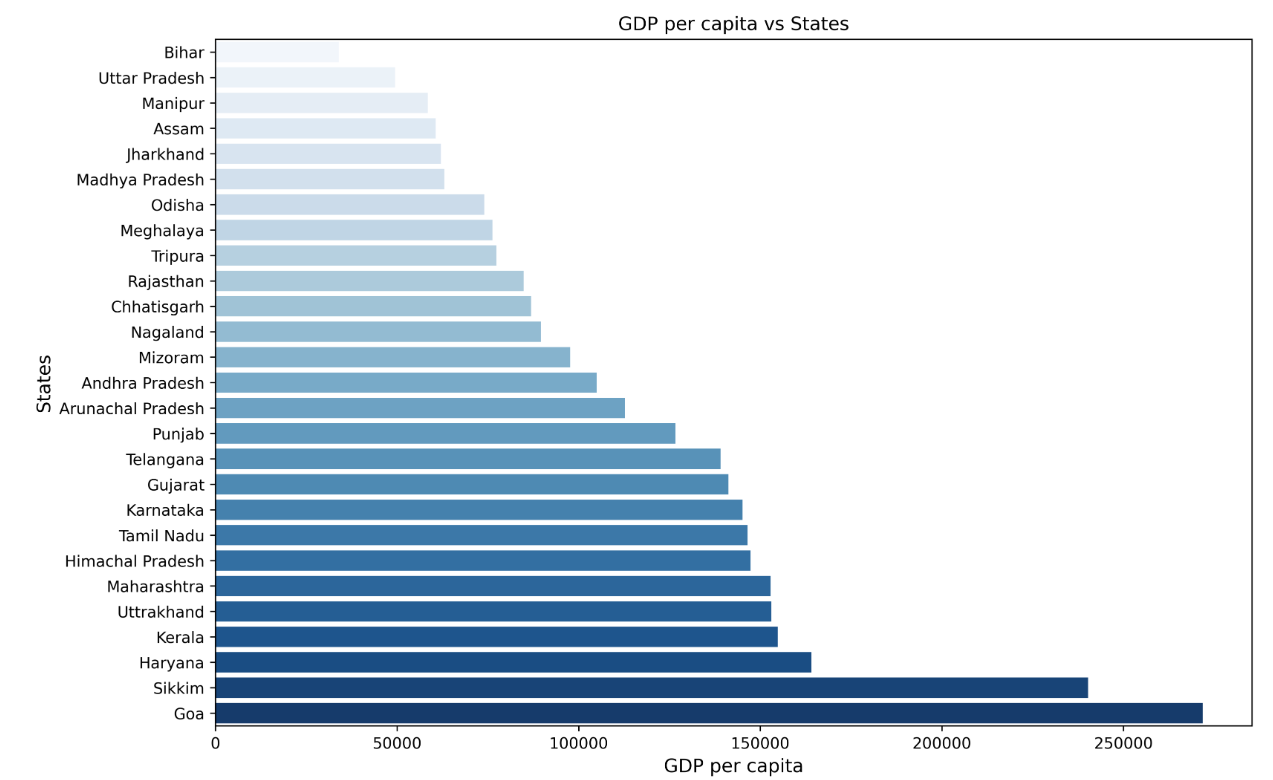 GDP per capita vs States
Bihar
Uttar Pradesh
Manipur
Assam
Jharkhand
Madhya Pradesh
Odisha
Meghalaya
Tripura
Rajasthan
Chhatisgarh
Nagaland
Mizoram
Andhra Pradesh
Arunachal Pradesh
Punjab
Telangana
Gujarat
Karnataka
Tamil Nadu
Himachal Pradesh
Maharashtra
Uttrakhand
Kerala
Haryana
Sikkim
Goa
States
0 50000 100000 150000 200000 250000
GDP per capita